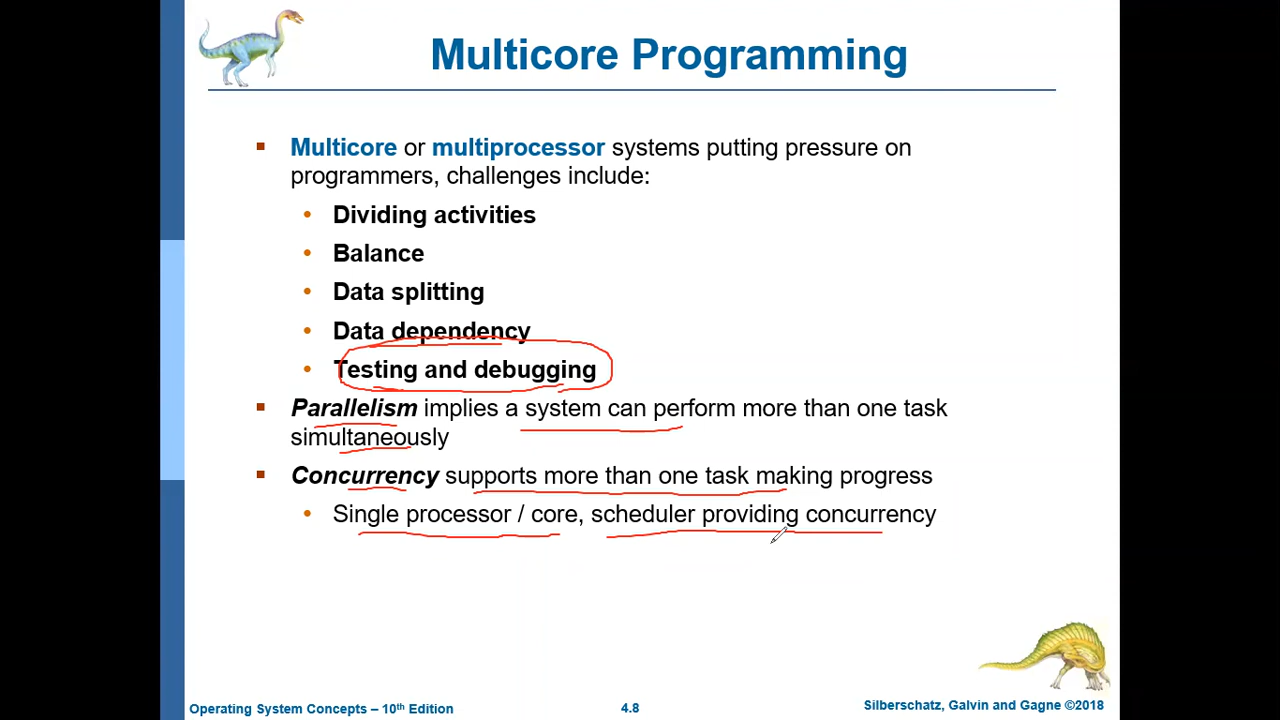 Multicore Programming
Multicore or multiprocessor systems putting pressure on
programmers, challenges include:
Dividing activities
Balance
Data splitting
Data dependency
Testing and debugging
Parallelism implies a system can perform more than one task
simultaneously
Concurrency supports more than one task making progress
Single processor / core, scheduler providing concurrency
Operating System Concepts – 10th Edition
4.8
Silberschatz, Galvin and Gagne ©2018